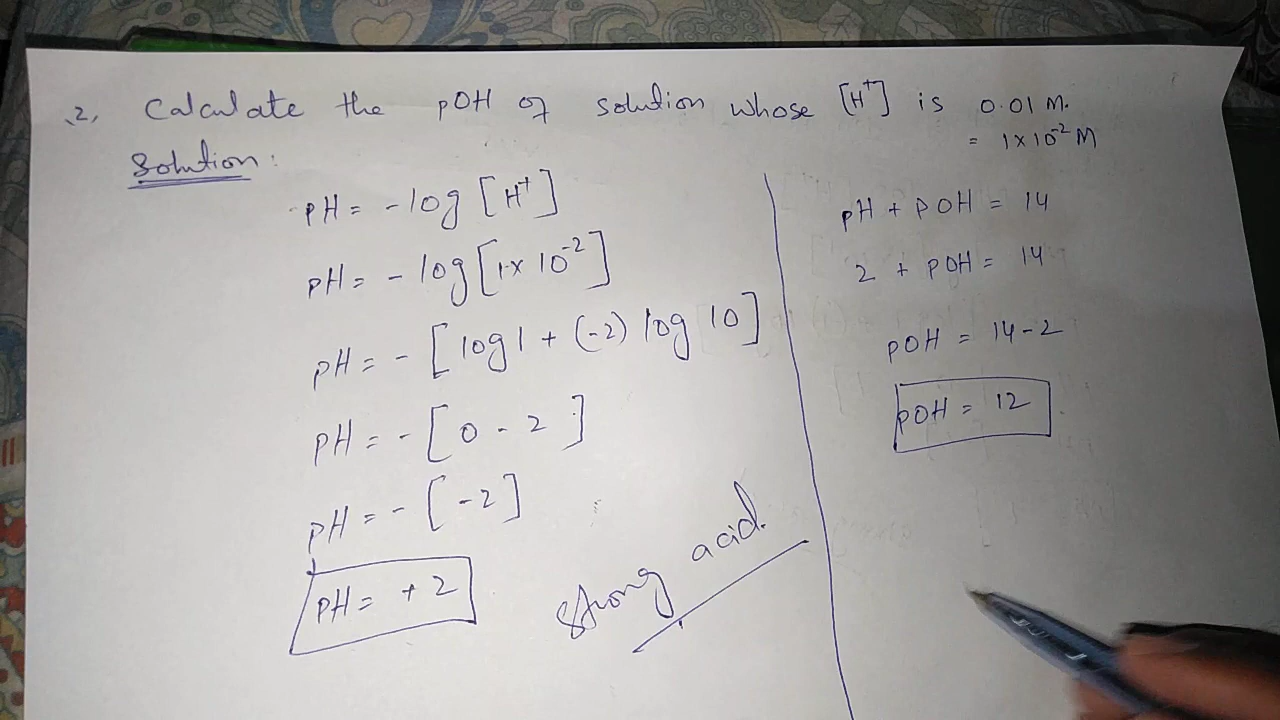 2, Calculate the pOH of solution whose [H⁺] is 0.01 M.
= 1×10⁻² M
Solution:
pH = -log [H⁺]
pH = - log [1×10⁻²]
pH = - [log 1 + (-2) log 10]
pH = - [0 - 2]
pH = - [-2]
pH = +2
strong acid.
pH + pOH = 14
2 + pOH = 14
pOH = 14-2
pOH = 12